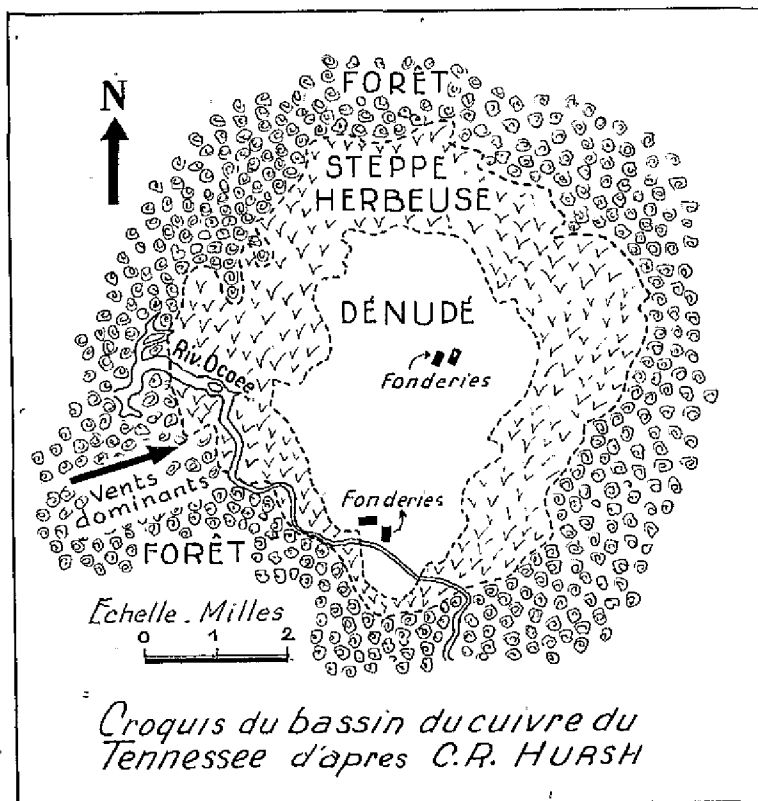 FORÊT
N
STEPPE
HERBEUSE
DÉNUDÉ
Riv. Ocoee
Fonderies
Vents
dominants
Fonderies
FORÊT
Echelle. Milles
0 1 2
Croquis du bassin du cuivre du
Tennessee d'apres C.R. HURSH